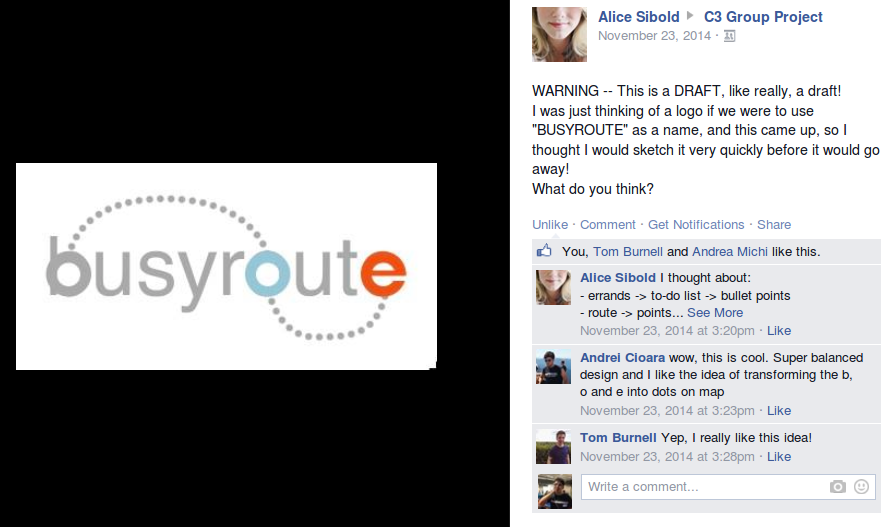 busyroute
Alice Sibold ▶ C3 Group Project
November 23, 2014 ·
WARNING -- This is a DRAFT, like really, a draft!
I was just thinking of a logo if we were to use
"BUSYROUTE" as a name, and this came up, so I
thought I would sketch it very quickly before it would go
away!
What do you think?
Unlike · Comment · Get Notifications · Share
You, Tom Burnell and Andrea Michi like this.
Alice Sibold I thought about:
- errands -> to-do list -> bullet points
- route -> points... See More
November 23, 2014 at 3:20pm · Like
Andrei Cioara wow, this is cool. Super balanced
design and I like the idea of transforming the b,
o and e into dots on map
November 23, 2014 at 3:23pm · Like
Tom Burnell Yep, I really like this idea!
November 23, 2014 at 3:28pm · Like
Write a comment...